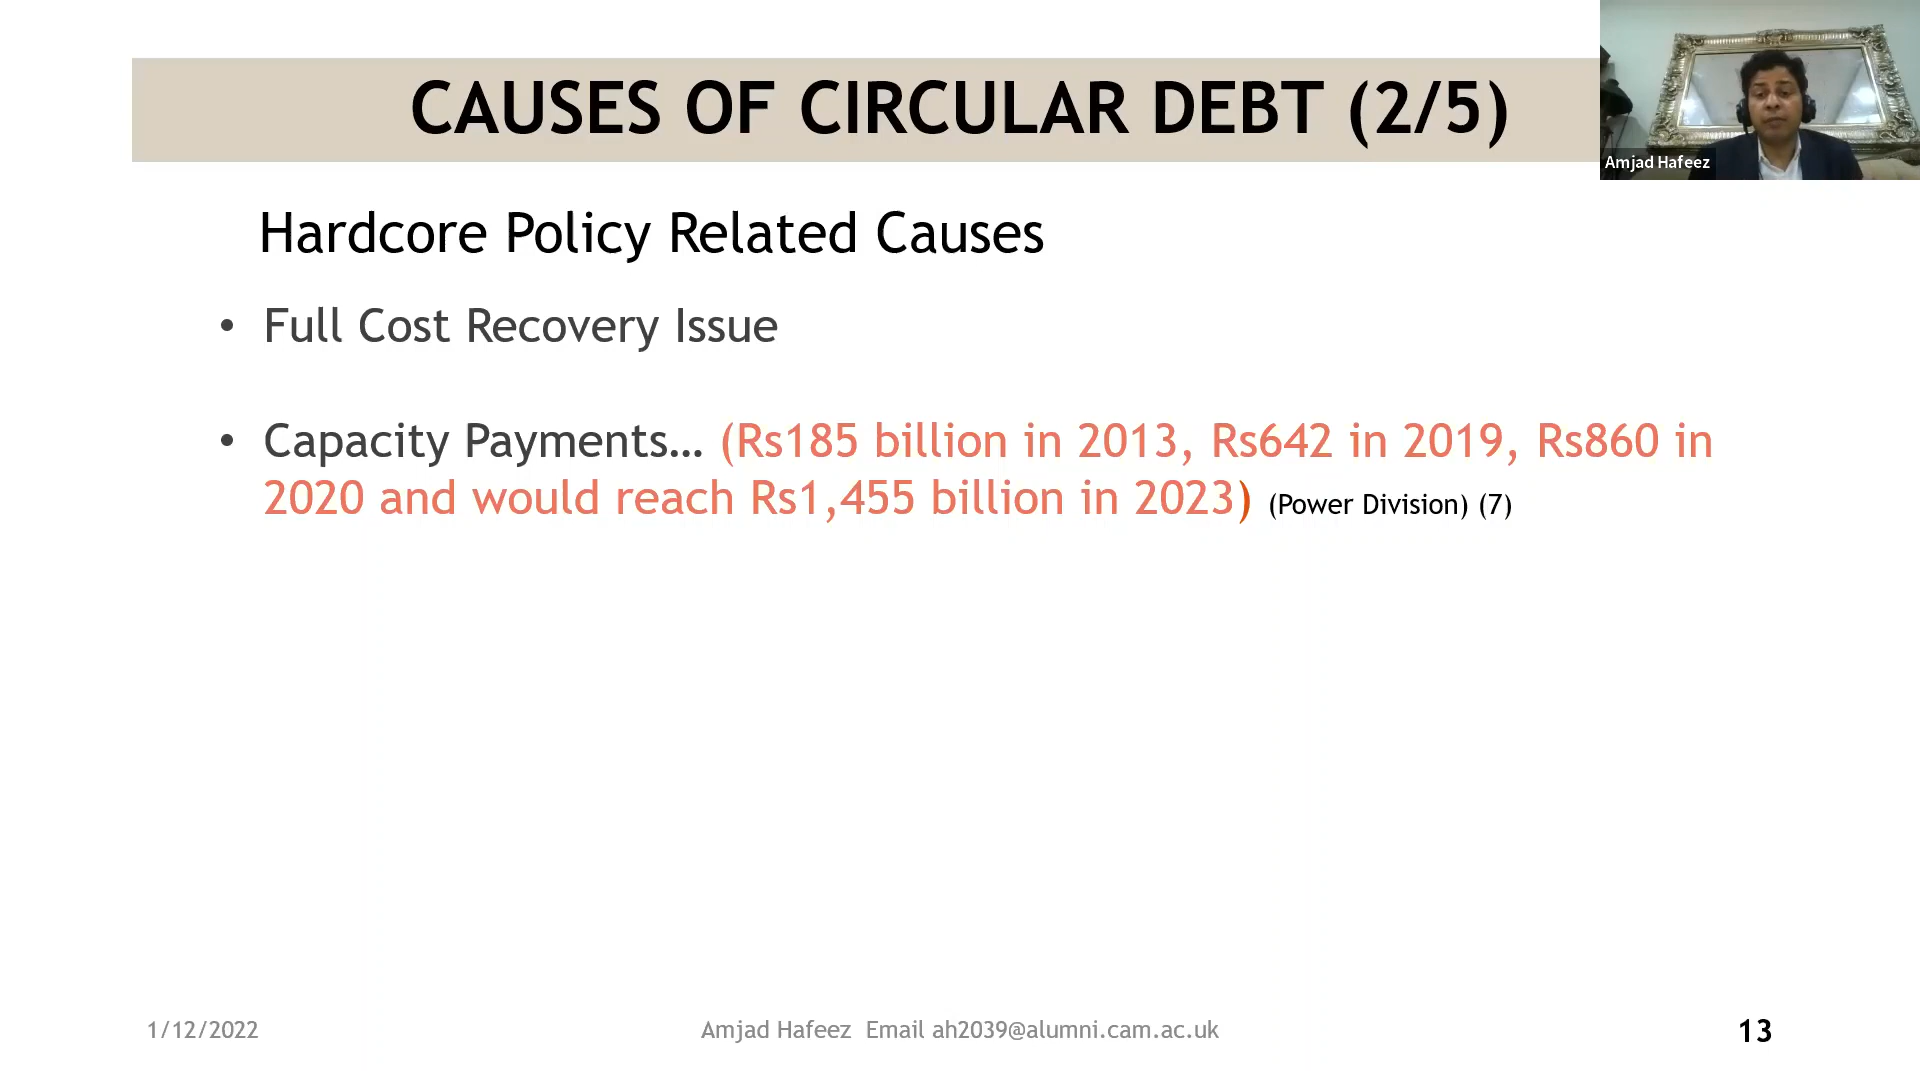 CAUSES OF CIRCULAR DEBT (2/5)
Amjad Hafeez
Hardcore Policy Related Causes
• Full Cost Recovery Issue
• Capacity Payments… (Rs185 billion in 2013, Rs642 in 2019, Rs860 in
2020 and would reach Rs1,455 billion in 2023) (Power Division) (7)
1/12/2022
Amjad Hafeez Email ah2039@alumni.cam.ac.uk
13